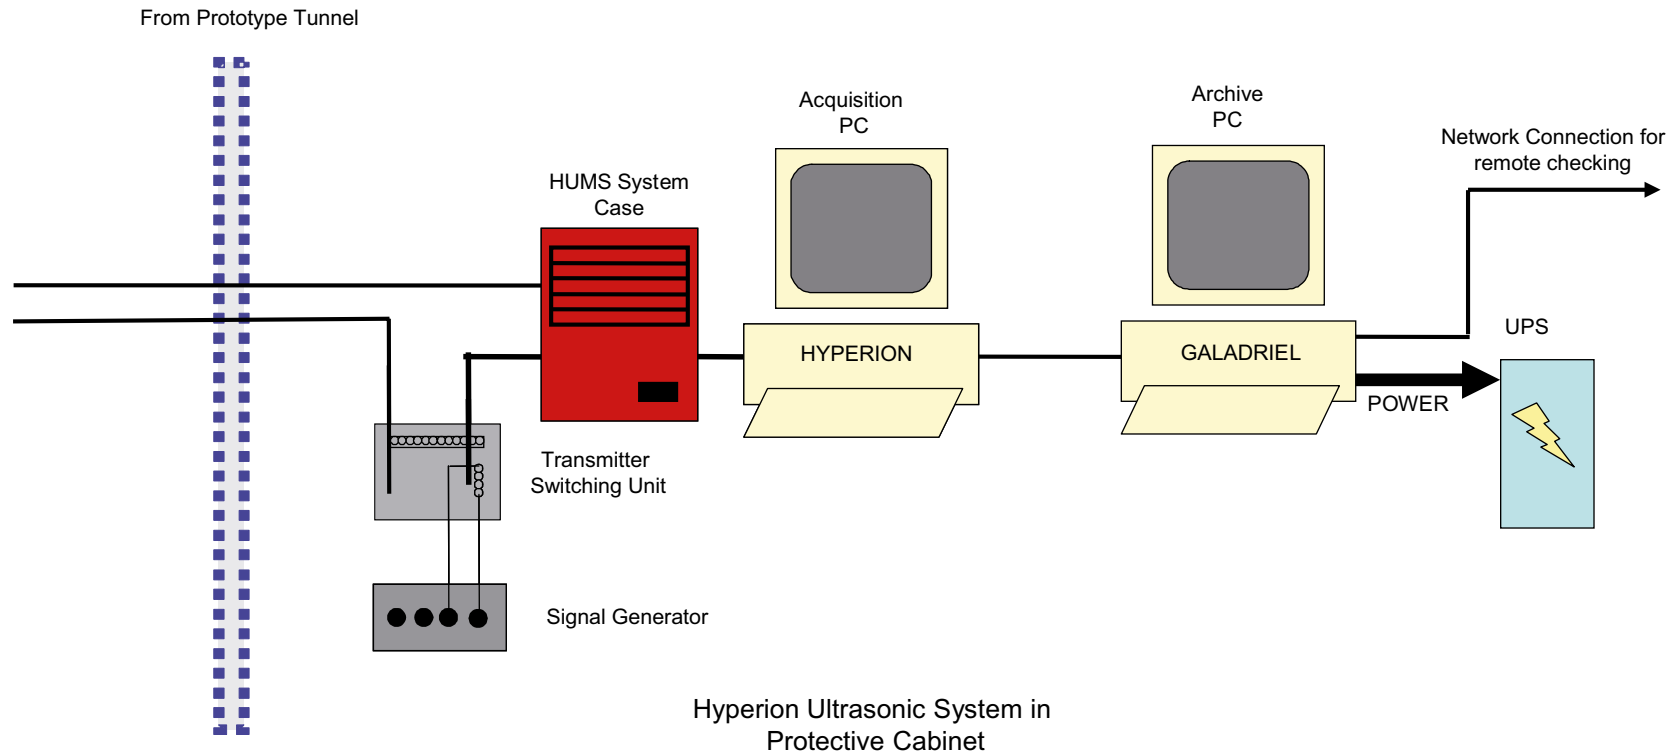 From Prototype Tunnel
Acquisition
PC
Archive
PC
Network Connection for
remote checking
HUMS System
Case
HYPERION
GALADRIEL
UPS
POWER
Transmitter
Switching Unit
Signal Generator
Hyperion Ultrasonic System in
Protective Cabinet